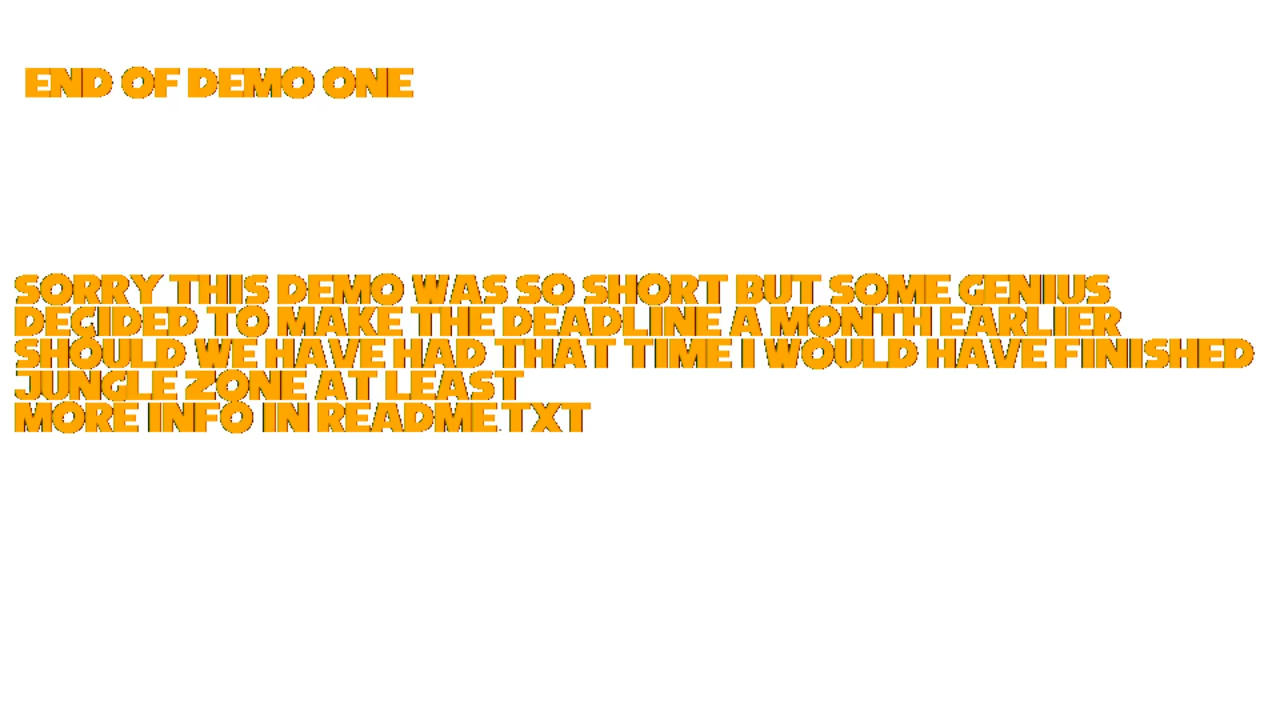 END OF DEMO ONE
SORRY THIS DEMO WAS SO SHORT BUT SOME GENIUS
DECIDED TO MAKE THE DEADLINE A MONTH EARLIER
SHOULD WE HAVE HAD THAT TIME I WOULD HAVE FINISHED
JUNGLE ZONE AT LEAST
MORE INFO IN README TXT